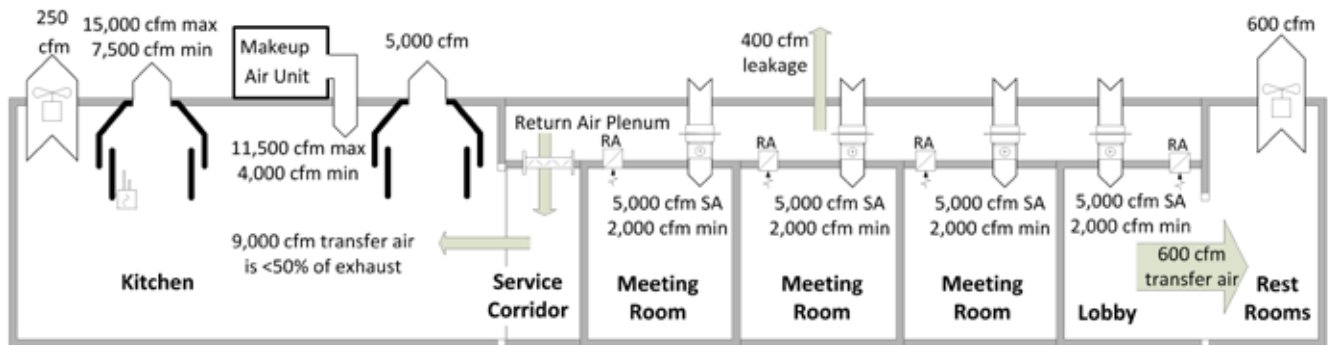 250
cfm
15,000 cfm max
7,500 cfm min
Makeup
Air Unit
5,000 cfm
400 cfm
leakage
600 cfm
11,500 cfm max
4,000 cfm min
Return Air Plenum
RA
RA
RA
RA
5,000 cfm SA
2,000 cfm min
5,000 cfm SA
2,000 cfm min
5,000 cfm SA
2,000 cfm min
5,000 cfm SA
2,000 cfm min
9,000 cfm transfer air
is <50% of exhaust
600 cfm
transfer air
Kitchen
Service
Corridor
Meeting
Room
Meeting
Room
Meeting
Room
Lobby
Rest
Rooms